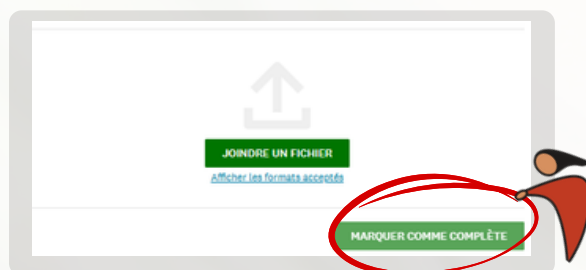 JOINDRE UN FICHIER
Afficher les formats acceptés
MARQUER COMME COMPLÈTE